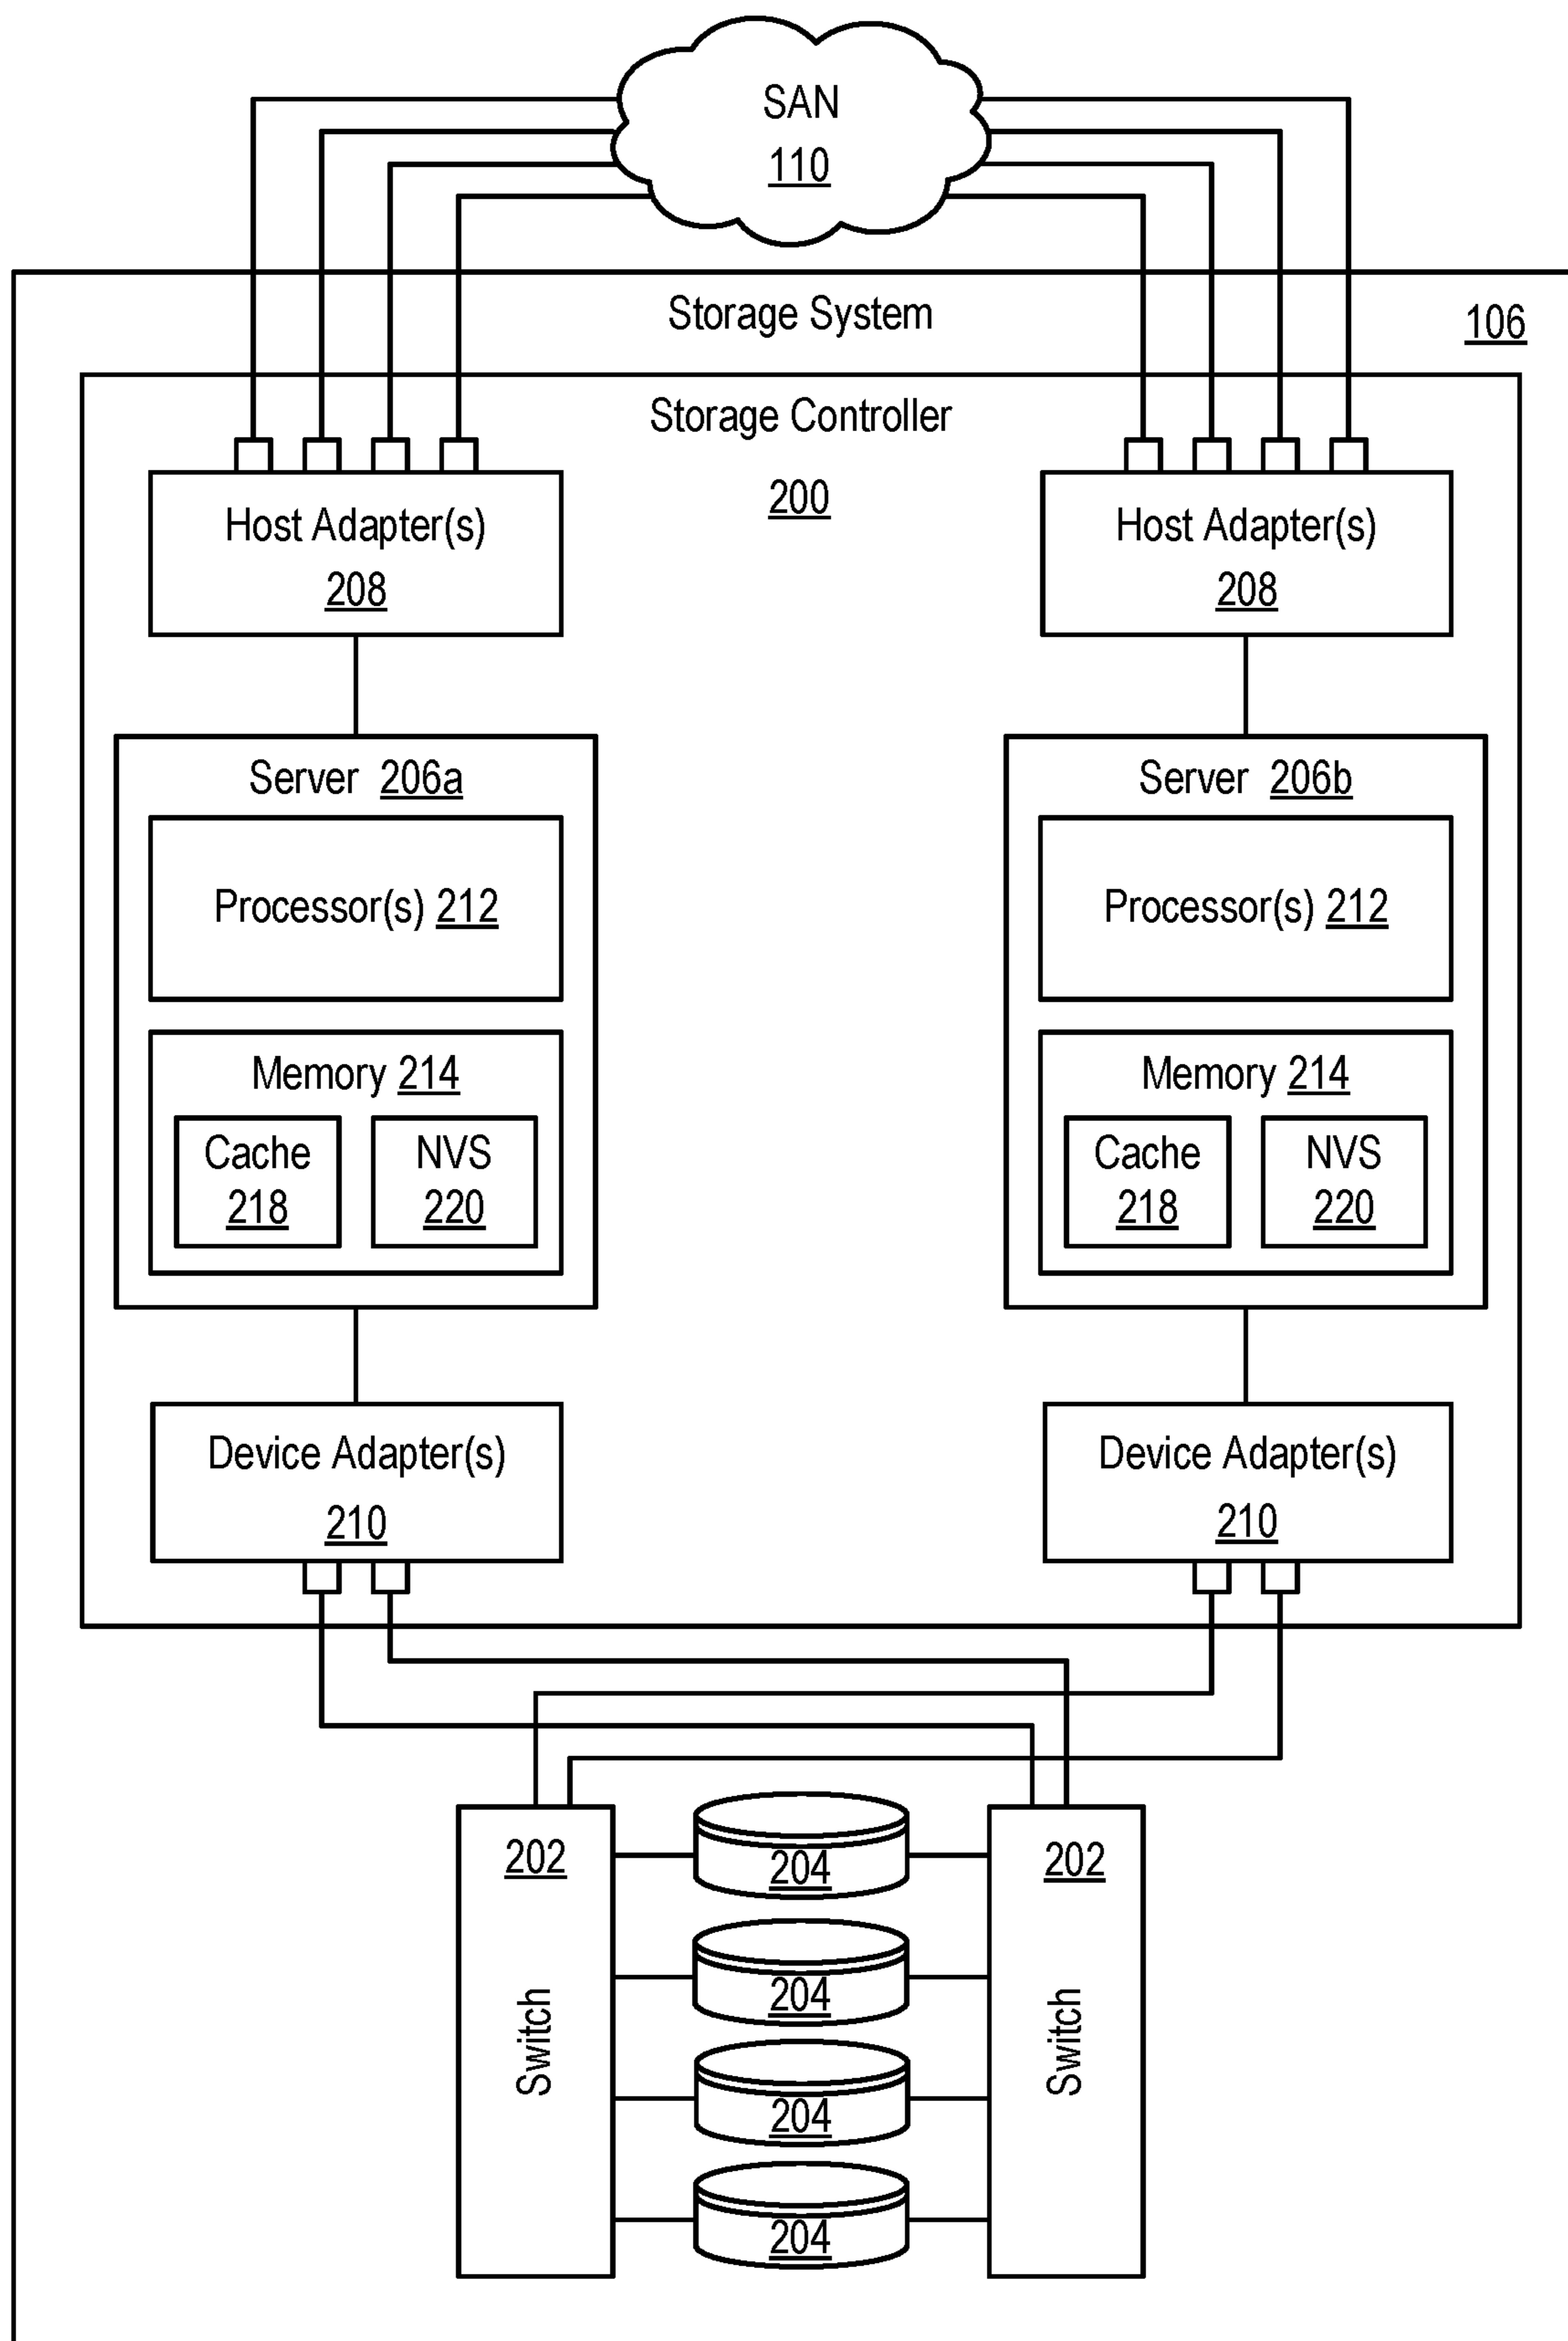 SAN
110
Storage System
106
Storage Controller
200
Host Adapter(s)
208
Host Adapter(s)
208
Server 206a
Processor(s) 212
Memory 214
Cache
218
NVS
220
Server 206b
Processor(s) 212
Memory 214
Cache
218
NVS
220
Device Adapter(s)
210
Device Adapter(s)
210
202
Switch
204
204
204
204
202
Switch